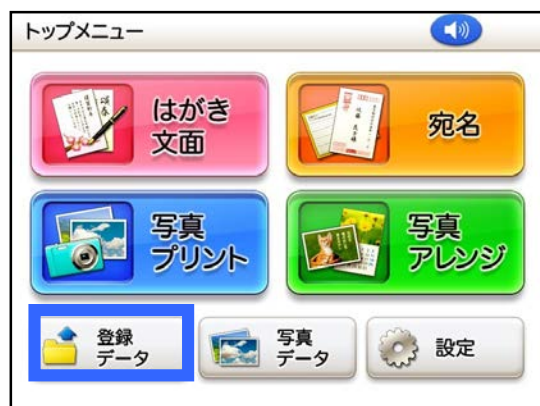 トップメニュー
はがき
文面
宛名
写真
プリント
写真
アレンジ
登録
データ
写真
データ
設定